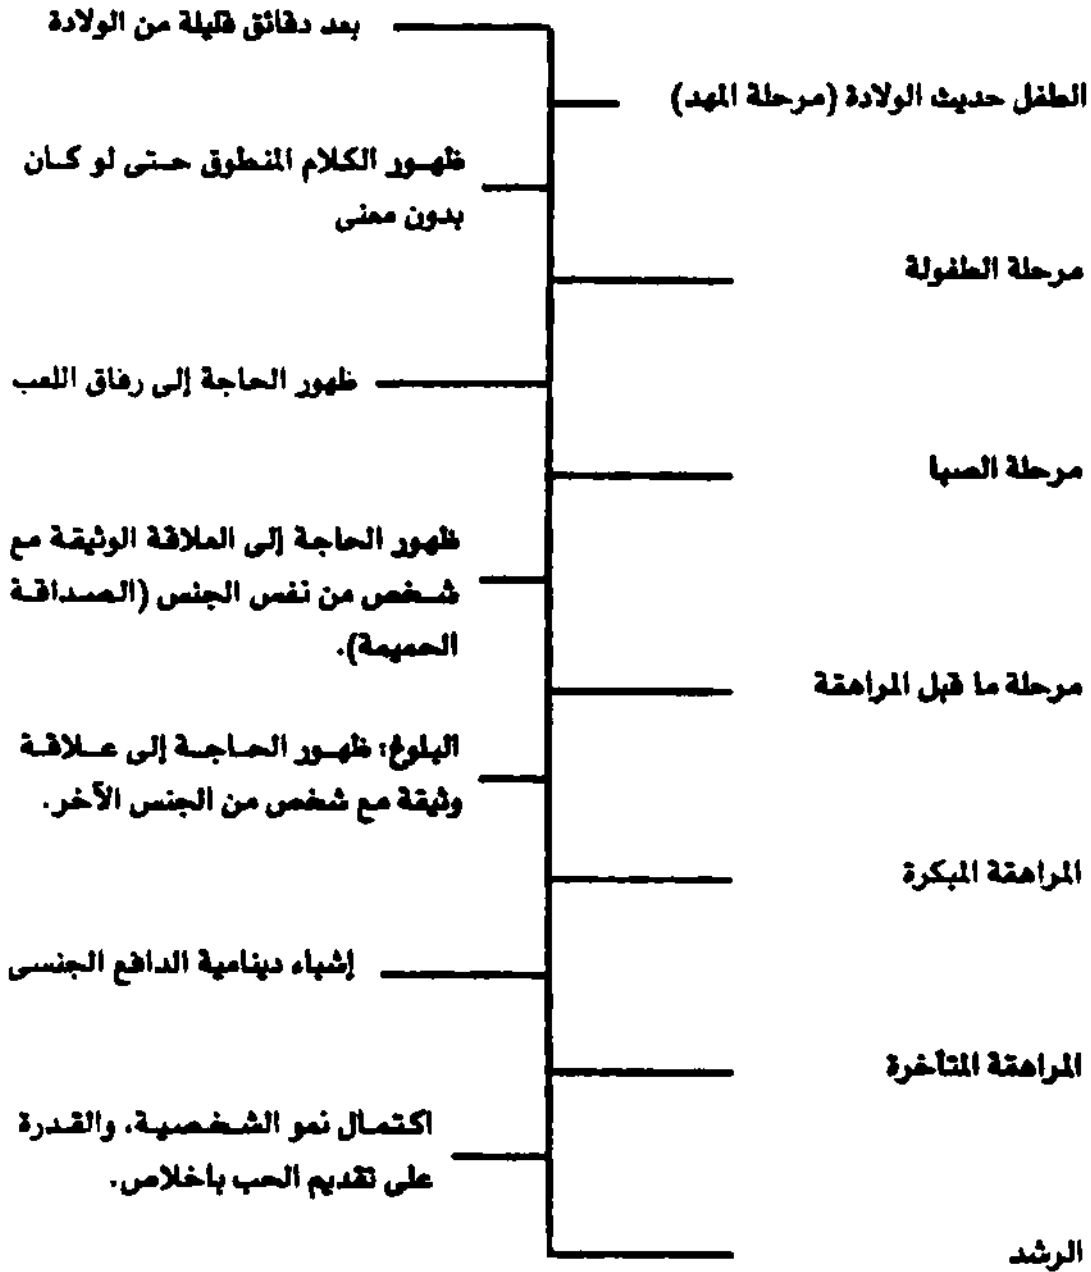 بعد دقائق قليلة من الولادة
الطفل حديث الولادة (مرحلة المهد)
ظهور الكلام المنطوق حتى لو كان
بدون معنى
مرحلة الطفولة
ظهور الحاجة إلى رفاق اللعب
مرحلة الصبا
ظهور الحاجة إلى العلاقة الوثيقة مع
شخص من نفس الجنس (الصداقة
الحميمة).
مرحلة ما قبل المراهقة
البلوغ؛ ظهور الحاجة إلى علاقة
وثيقة مع شخص من الجنس الآخر.
المراهقة المبكرة
إشباع دينامية الدافع الجنسى
المراهقة المتأخرة
اكتمال نمو الشخصية، والقدرة
على تقديم الحب باخلاص.
الرشد